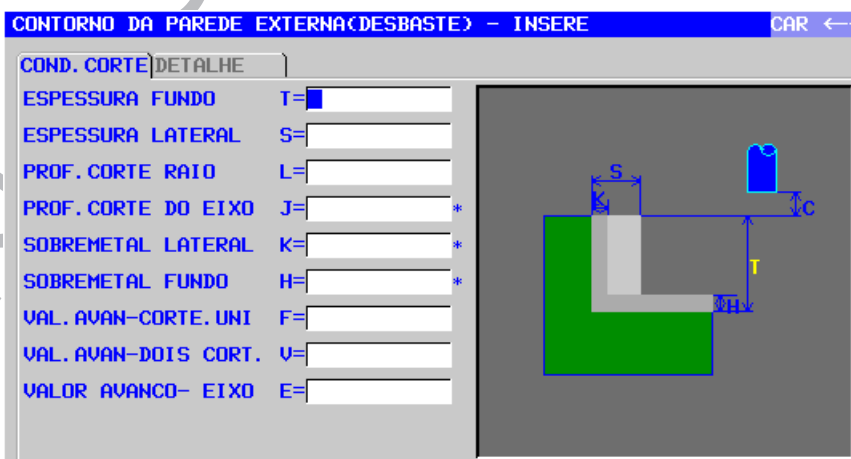 CONTORNO DA PAREDE EXTERNA(DESBASTE) - INSERE CAR ←
COND.CORTE DETALHE
ESPESSURA FUNDO T=
ESPESSURA LATERAL S=
PROF.CORTE RAIO L=
PROF.CORTE DO EIXO J= *
SOBREMETAL LATERAL K= *
SOBREMETAL FUNDO H= *
VAL.AVAN-CORTE.UNI F=
VAL.AVAN-DOIS CORT. V=
VALOR AVANCO- EIXO E=
S
K
C
T
H